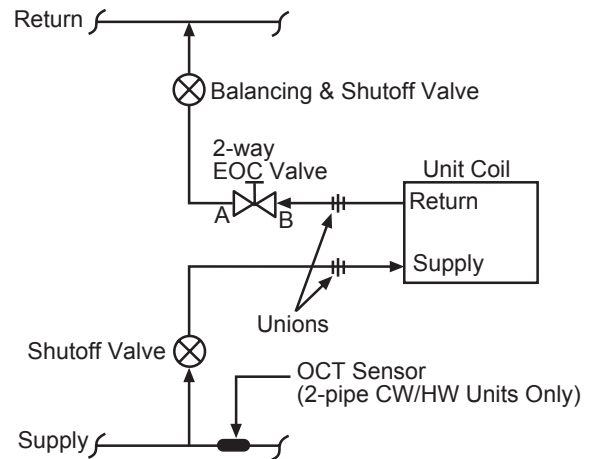 Return
Balancing & Shutoff Valve
2-way
EOC Valve
Unit Coil
A
B
Return
Supply
Unions
Shutoff Valve
OCT Sensor
(2-pipe CW/HW Units Only)
Supply